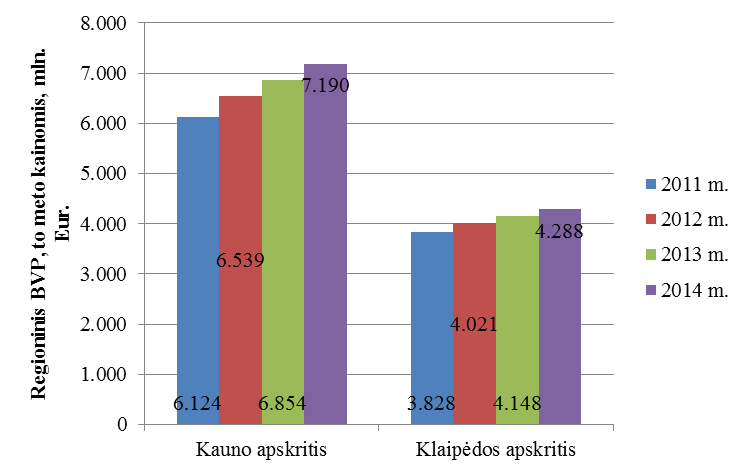 Regioninis BVP, to meto kainomis, mln.
Eur.
8.000
7.000
6.000
5.000
4.000
3.000
2.000
1.000
0
6.124
6.539
6.854
7.190
3.828
4.021
4.148
4.288
Kauno apskritis
Klaipėdos apskritis
2011 m.
2012 m.
2013 m.
2014 m.